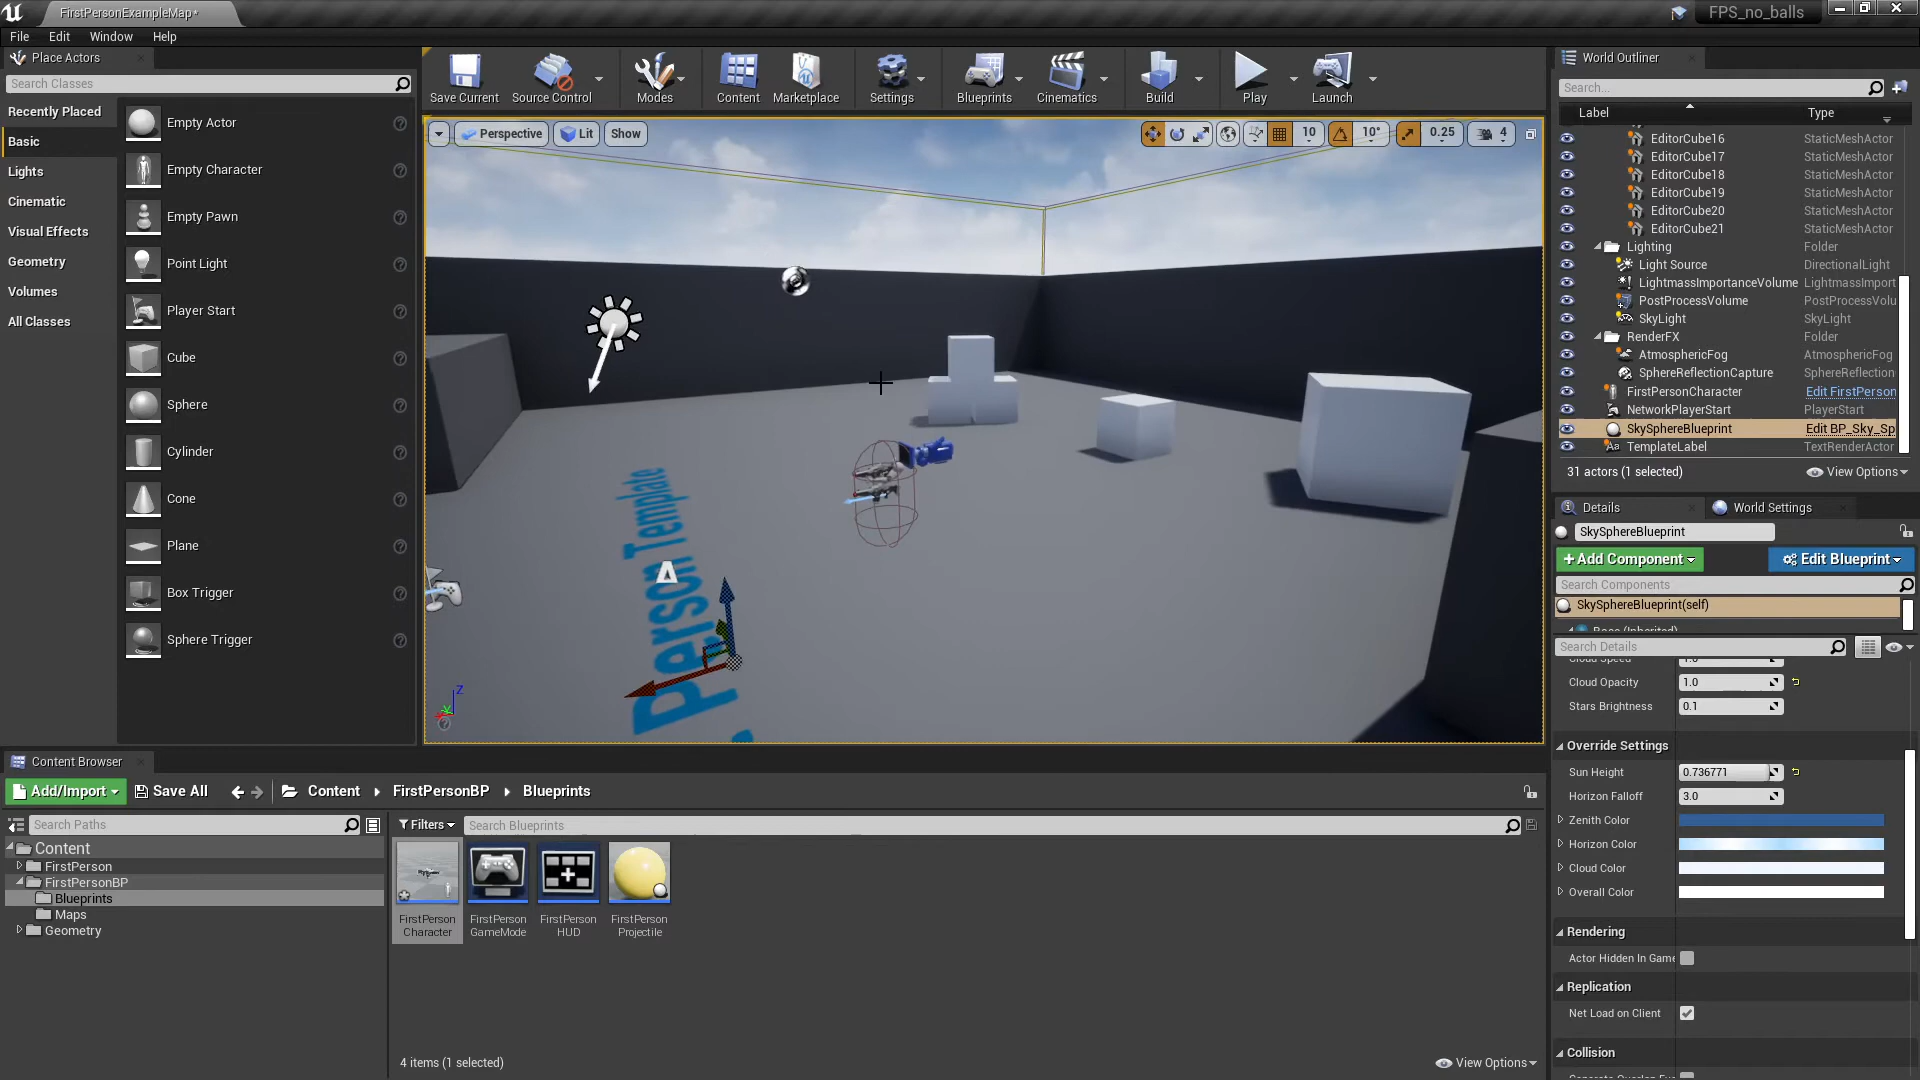 FirstPersonExampleMap*
FPS_no_balls
File Edit Window Help
Place Actors
Search Classes
Recently Placed
Basic
Lights
Cinematic
Visual Effects
Geometry
Volumes
All Classes
Empty Actor
Empty Character
Empty Pawn
Point Light
Player Start
Cube
Sphere
Cylinder
Cone
Plane
Box Trigger
Sphere Trigger
Save Current Source Control Modes Content Marketplace Settings Blueprints Cinematics Build Play Launch
Perspective Lit Show
10 10° 0.25 4
Person Template
Z
World Outliner
Search...
Label Type
EditorCube16 StaticMeshActor
EditorCube17 StaticMeshActor
EditorCube18 StaticMeshActor
EditorCube19 StaticMeshActor
EditorCube20 StaticMeshActor
EditorCube21 StaticMeshActor
Lighting Folder
Light Source DirectionalLight
LightmassImportanceVolume LightmassImport
PostProcessVolume PostProcessVolu
SkyLight SkyLight
RenderFX Folder
AtmosphericFog AtmosphericFog
SphereReflectionCapture SphereReflection
FirstPersonCharacter Edit FirstPerson
NetworkPlayerStart PlayerStart
SkySphereBlueprint Edit BP_Sky_Sp
Aa TemplateLabel TextRenderActor
31 actors (1 selected) View Options
Details World Settings
SkySphereBlueprint
+Add Component Edit Blueprint
Search Components
SkySphereBlueprint(self)
Search Details
Cloud Opacity 1.0
Stars Brightness 0.1
Override Settings
Sun Height 0.736771
Horizon Falloff 3.0
Zenith Color
Horizon Color
Cloud Color
Overall Color
Rendering
Actor Hidden In Game
Replication
Net Load on Client
Collision
Content Browser
Add/Import Save All Content FirstPersonBP Blueprints
Search Paths
Content
FirstPerson
FirstPersonBP
Blueprints
Maps
Geometry
Filters Search Blueprints
FirstPerson Character
FirstPerson GameMode
FirstPerson HUD
FirstPerson Projectile
4 items (1 selected) View Options